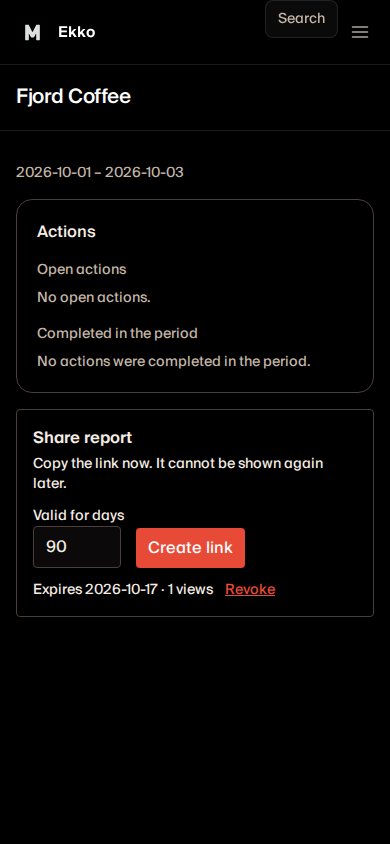 Search
Ekko
Fjord Coffee
2026-10-01 – 2026-10-03
Actions
Open actions
No open actions.
Completed in the period
No actions were completed in the period.
Share report
Copy the link now. It cannot be shown again
later.
Valid for days
90
Create link
Expires 2026-10-17 · 1 views Revoke